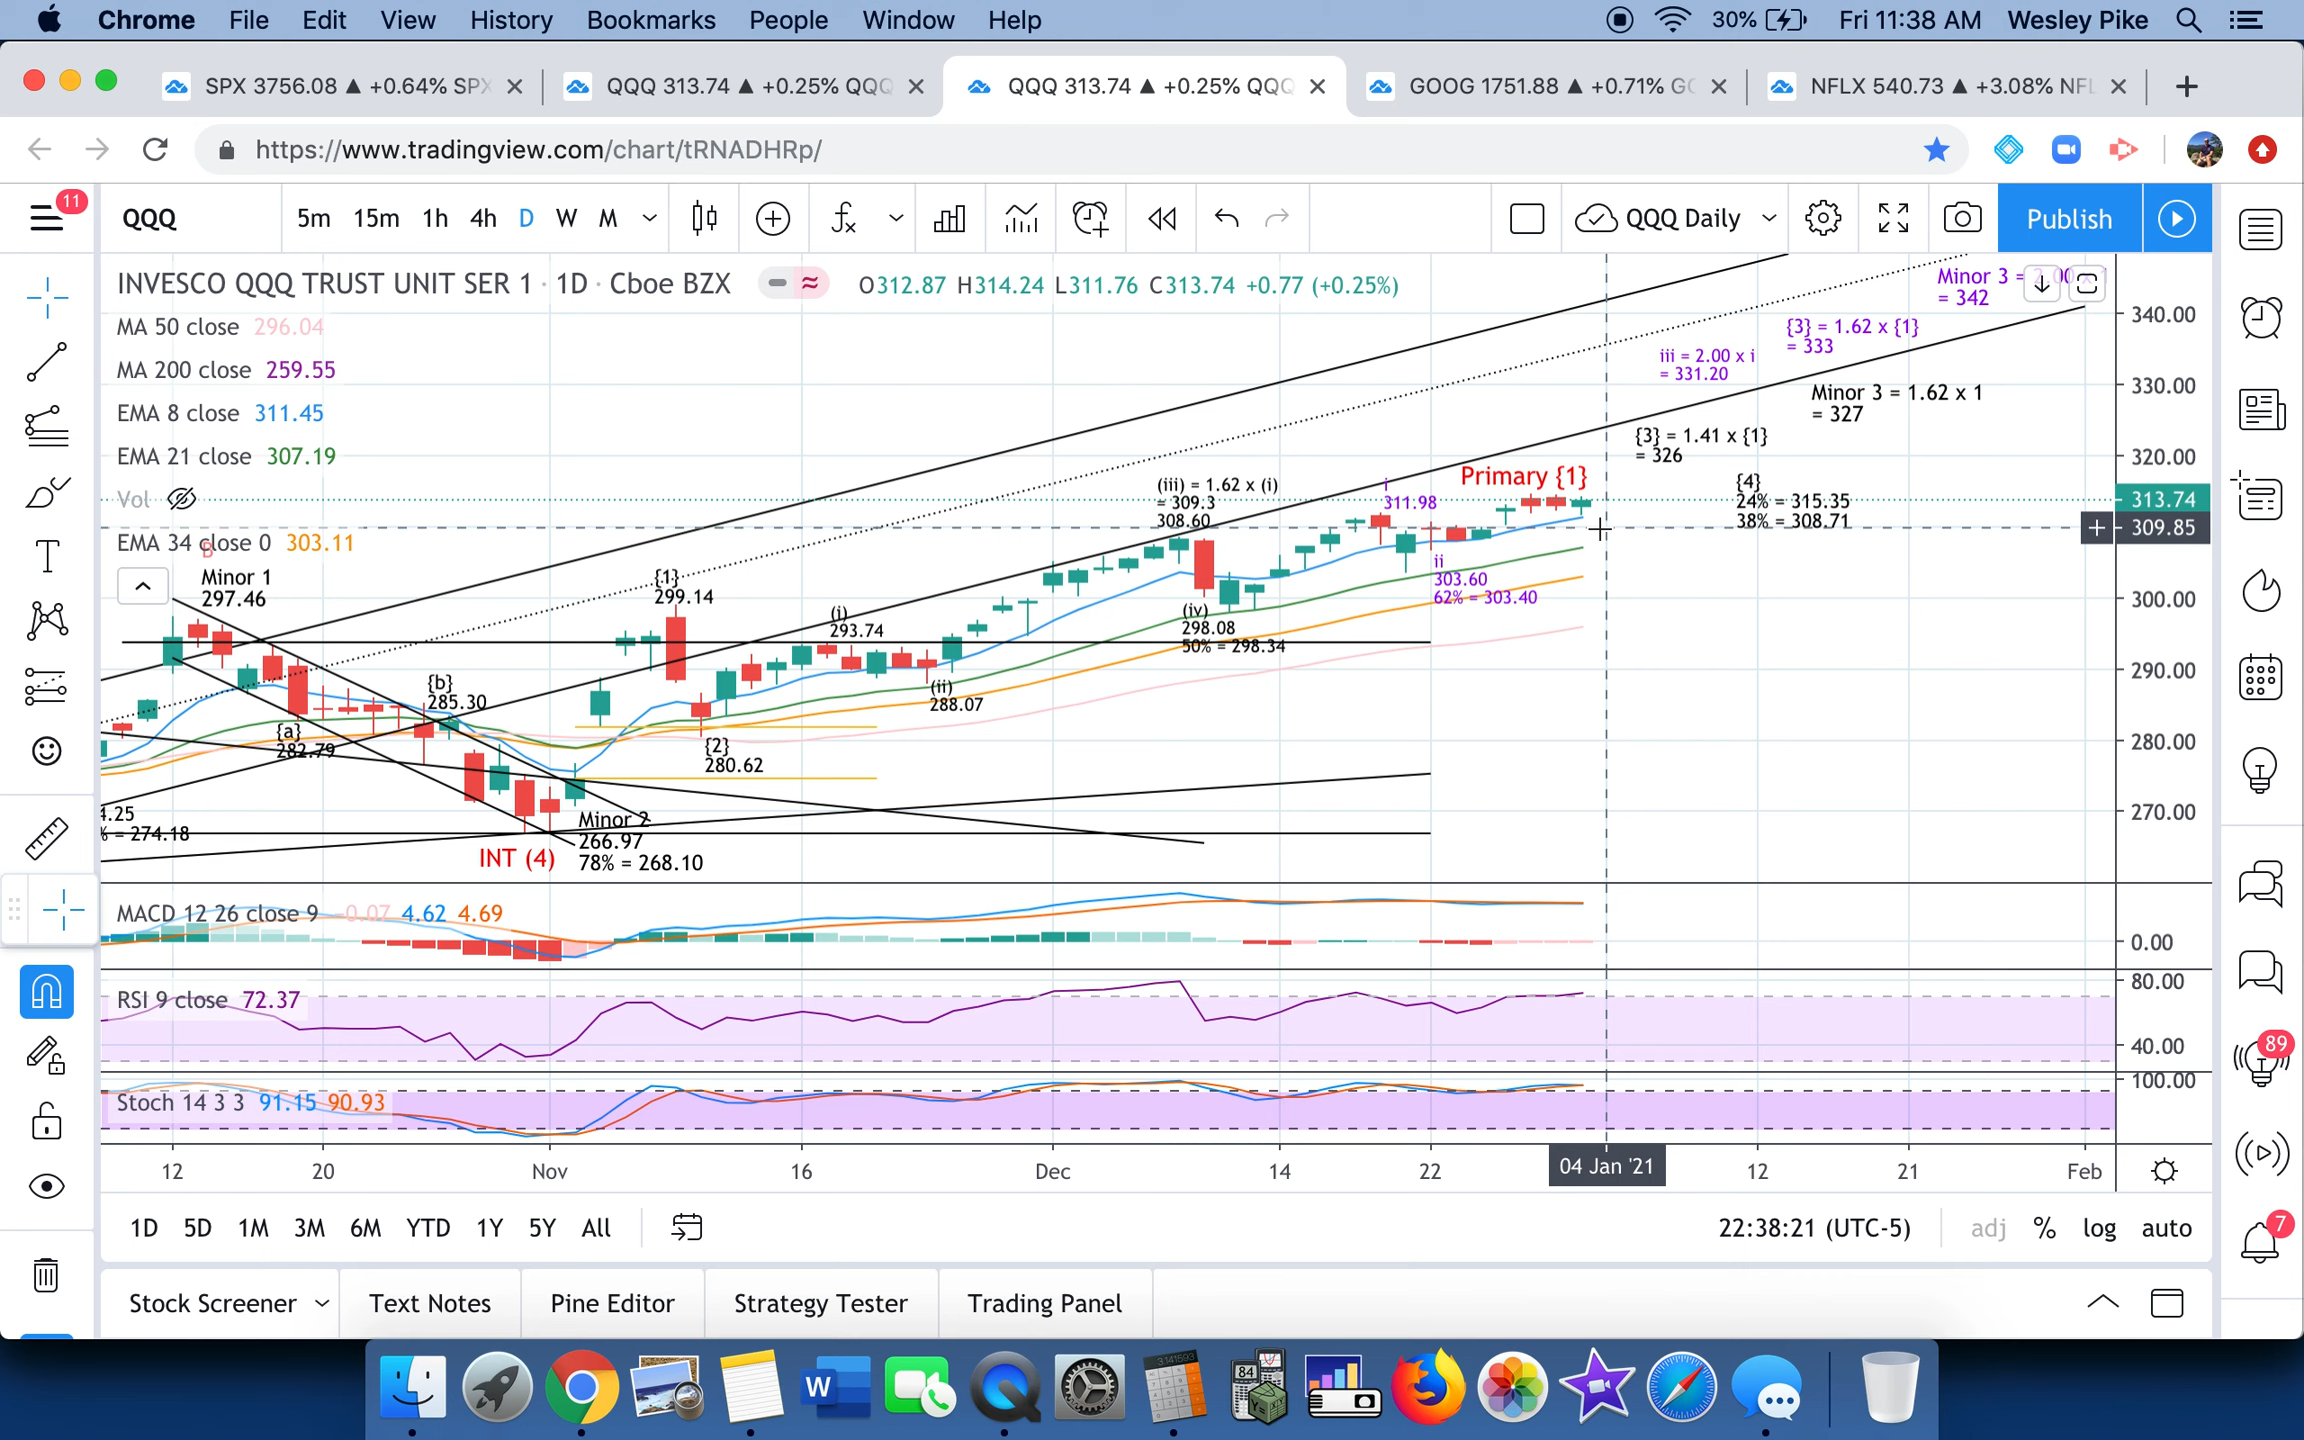 Chrome File Edit View History Bookmarks People Window Help 30% Fri 11:38 AM Wesley Pike
SPX 3756.08 ▲ +0.64% SPX QQQ 313.74 ▲ +0.25% QQQ QQQ 313.74 ▲ +0.25% QQQ GOOG 1751.88 ▲ +0.71% GO NFLX 540.73 ▲ +3.08% NFL
https://www.tradingview.com/chart/tRNADHRp/
11
QQQ 5m 15m 1h 4h D W M QQQ Daily Publish
INVESCO QQQ TRUST UNIT SER 1 · 1D · Cboe BZX O312.87 H314.24 L311.76 C313.74 +0.77 (+0.25%)
MA 50 close 296.04
MA 200 close 259.55
EMA 8 close 311.45
EMA 21 close 307.19
Vol
EMA 34 close 0 303.11
Minor 3 = 2.00 x 1
= 342
{3} = 1.62 x {1}
= 333
iii = 2.00 x i
= 331.20
Minor 3 = 1.62 x 1
= 327
{3} = 1.41 x {1}
= 326
Primary {1}
{4}
24% = 315.35
38% = 308.71
(iii) = 1.62 x (i)
= 309.3
308.60
i
311.98
ii
303.60
62% = 303.40
B
Minor 1
297.46
{1}
299.14
(i)
293.74
(iv)
298.08
50% = 298.34
{b}
285.30
(ii)
288.07
{a}
282.79
{2}
280.62
4.25
% = 274.18
Minor 2
266.97
78% = 268.10
INT (4)
340.00
330.00
320.00
313.74
309.85
300.00
290.00
280.00
270.00
MACD 12 26 close 9 -0.07 4.62 4.69
0.00
80.00
RSI 9 close 72.37
40.00
100.00
Stoch 14 3 3 91.15 90.93
12 20 Nov 16 Dec 14 22 04 Jan '21 12 21 Feb
1D 5D 1M 3M 6M YTD 1Y 5Y All 22:38:21 (UTC-5) adj % log auto
Stock Screener Text Notes Pine Editor Strategy Tester Trading Panel
89
7
W
3.141593
84